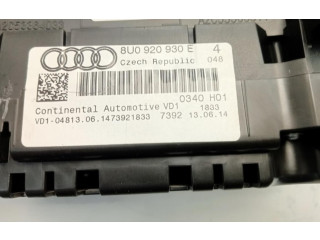 8U0 920 930 E 4
Czech Republic 046
0340 H01
Continental Automotive VD1 1833
VD1-04813.06.1473921833 7392 13.06.14